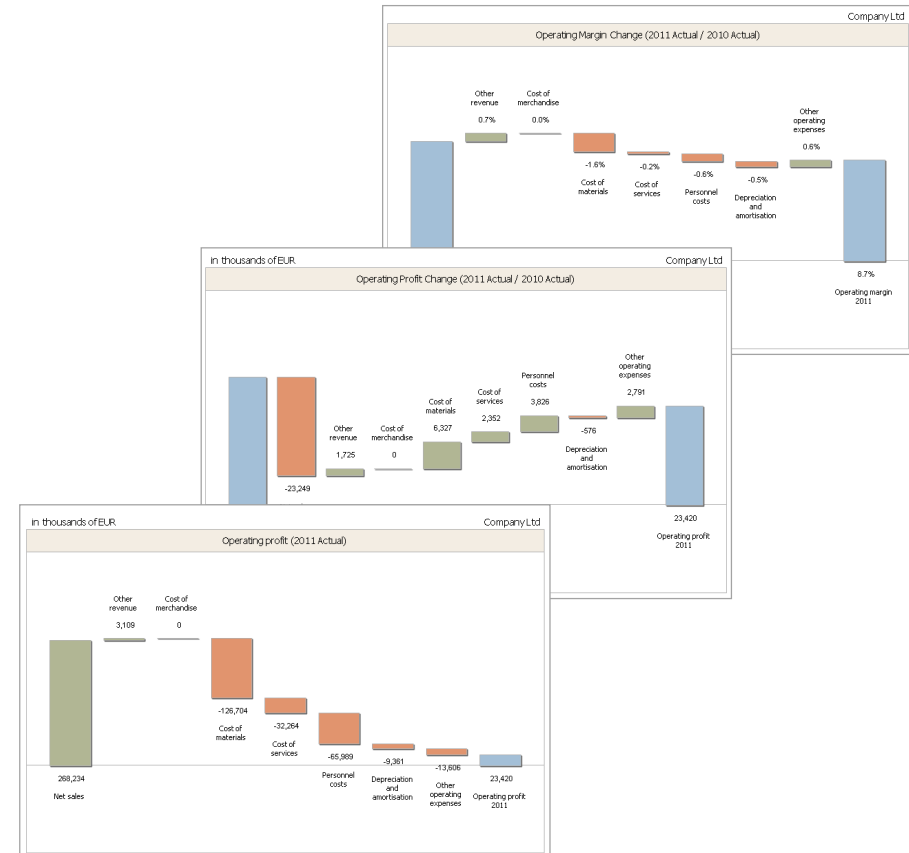 Company Ltd
Operating Margin Change (2011 Actual / 2010 Actual)
Other
revenue
0.7%
Cost of
merchandise
0.0%
-1.6%
Cost of
materials
-0.2%
Cost of
services
-0.6%
Personnel
costs
-0.5%
Depreciation
and
amortisation
Other
operating
expenses
0.6%
8.7%
Operating margin
2011
in thousands of EUR
Company Ltd
Operating Profit Change (2011 Actual / 2010 Actual)
-23,249
Other
revenue
1,725
Cost of
merchandise
0
Cost of
materials
6,327
Cost of
services
2,352
Personnel
costs
3,826
-576
Depreciation
and
amortisation
Other
operating
expenses
2,791
23,420
Operating profit
2011
in thousands of EUR
Company Ltd
Operating profit (2011 Actual)
268,234
Net sales
Other
revenue
3,109
Cost of
merchandise
0
-126,704
Cost of
materials
-32,264
Cost of
services
-65,989
Personnel
costs
-9,361
Depreciation
and
amortisation
-13,606
Other
operating
expenses
23,420
Operating profit
2011